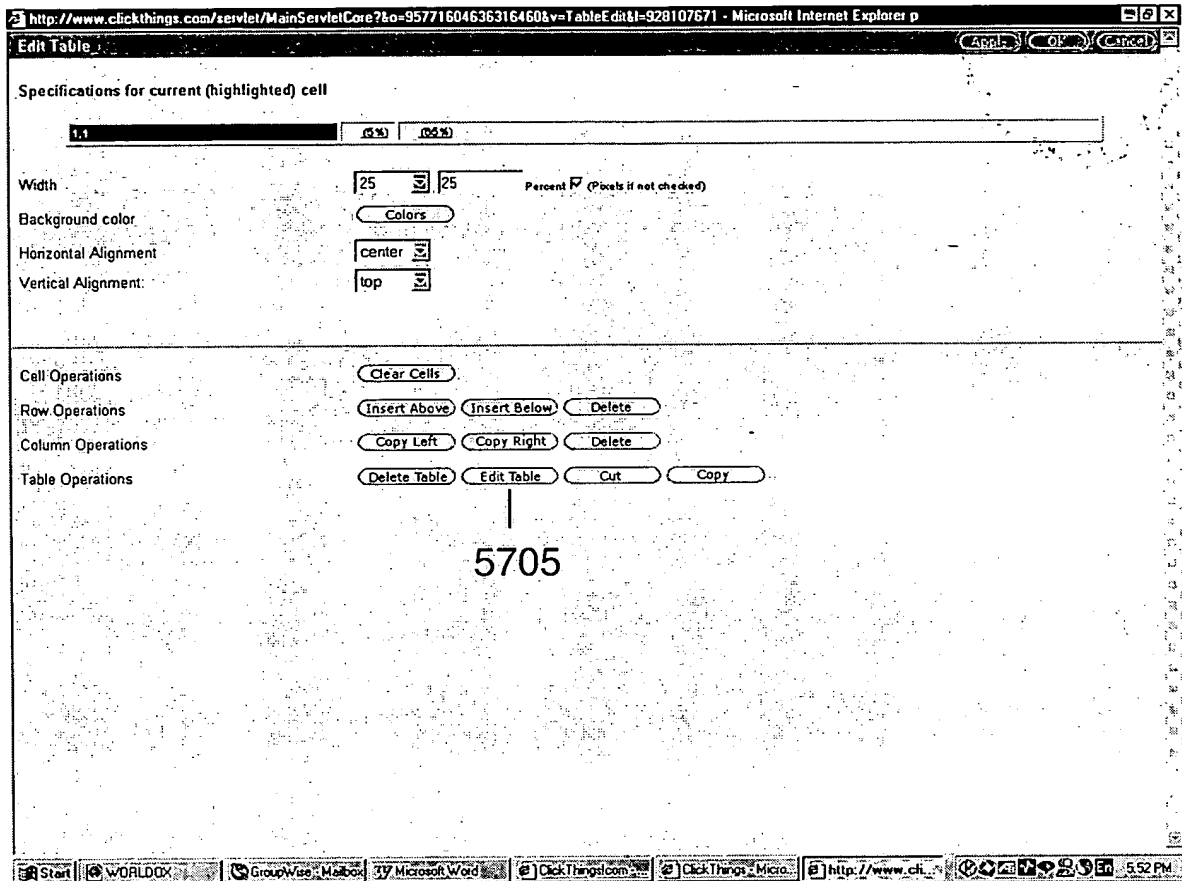 http://www.clickthings.com/servlet/MainServletCore?&o=95771604636316460&v=TableEdit&l=928107671 - Microsoft Internet Explorer p
Edit Table
Apply OK Cancel
Specifications for current (highlighted) cell
1,1 (5%)
Width 25 25 Percent (Pixels if not checked)
Background color Colors
Horizontal Alignment center
Vertical Alignment: top
Cell Operations Clear Cells
Row Operations Insert Above Insert Below Delete
Column Operations Copy Left Copy Right Delete
Table Operations Delete Table Edit Table Cut Copy
5705
Start WORLDOX GroupWise - Mailbox Microsoft Word ClickThings - Micro... http://www.cli... En 5:52 PM